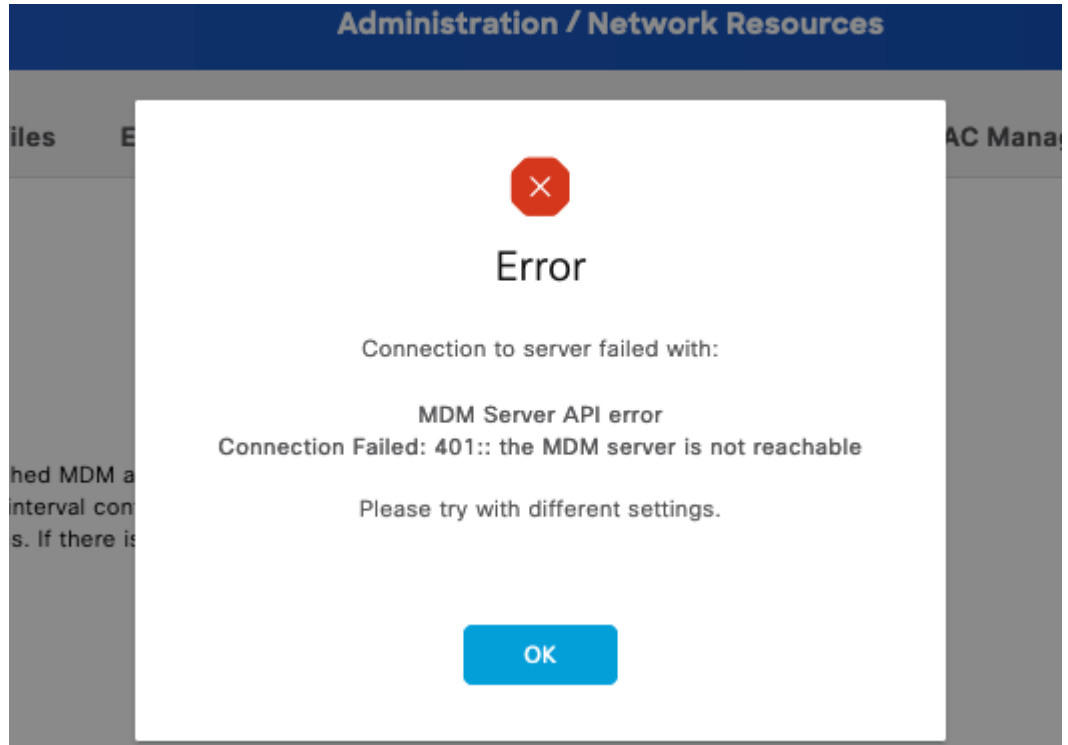 Administration / Network Resources
iles E AC Mana
Error
Connection to server failed with:
MDM Server API error
Connection Failed: 401:: the MDM server is not reachable
hed MDM a
interval con
Please try with different settings.
s. If there is
OK